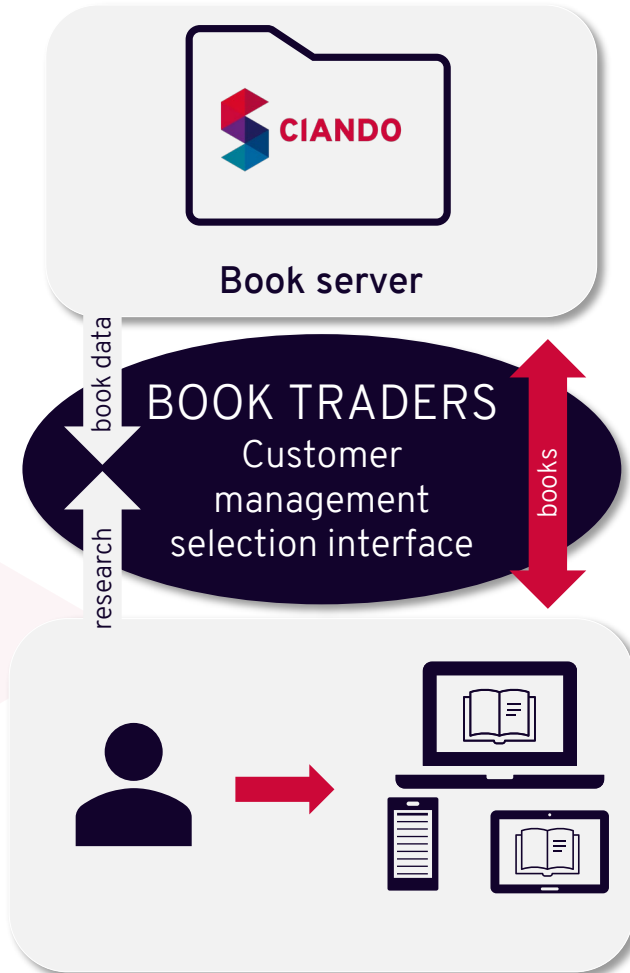 CIANDO
Book server
book data
BOOK TRADERS
Customer
management
selection interface
books
research